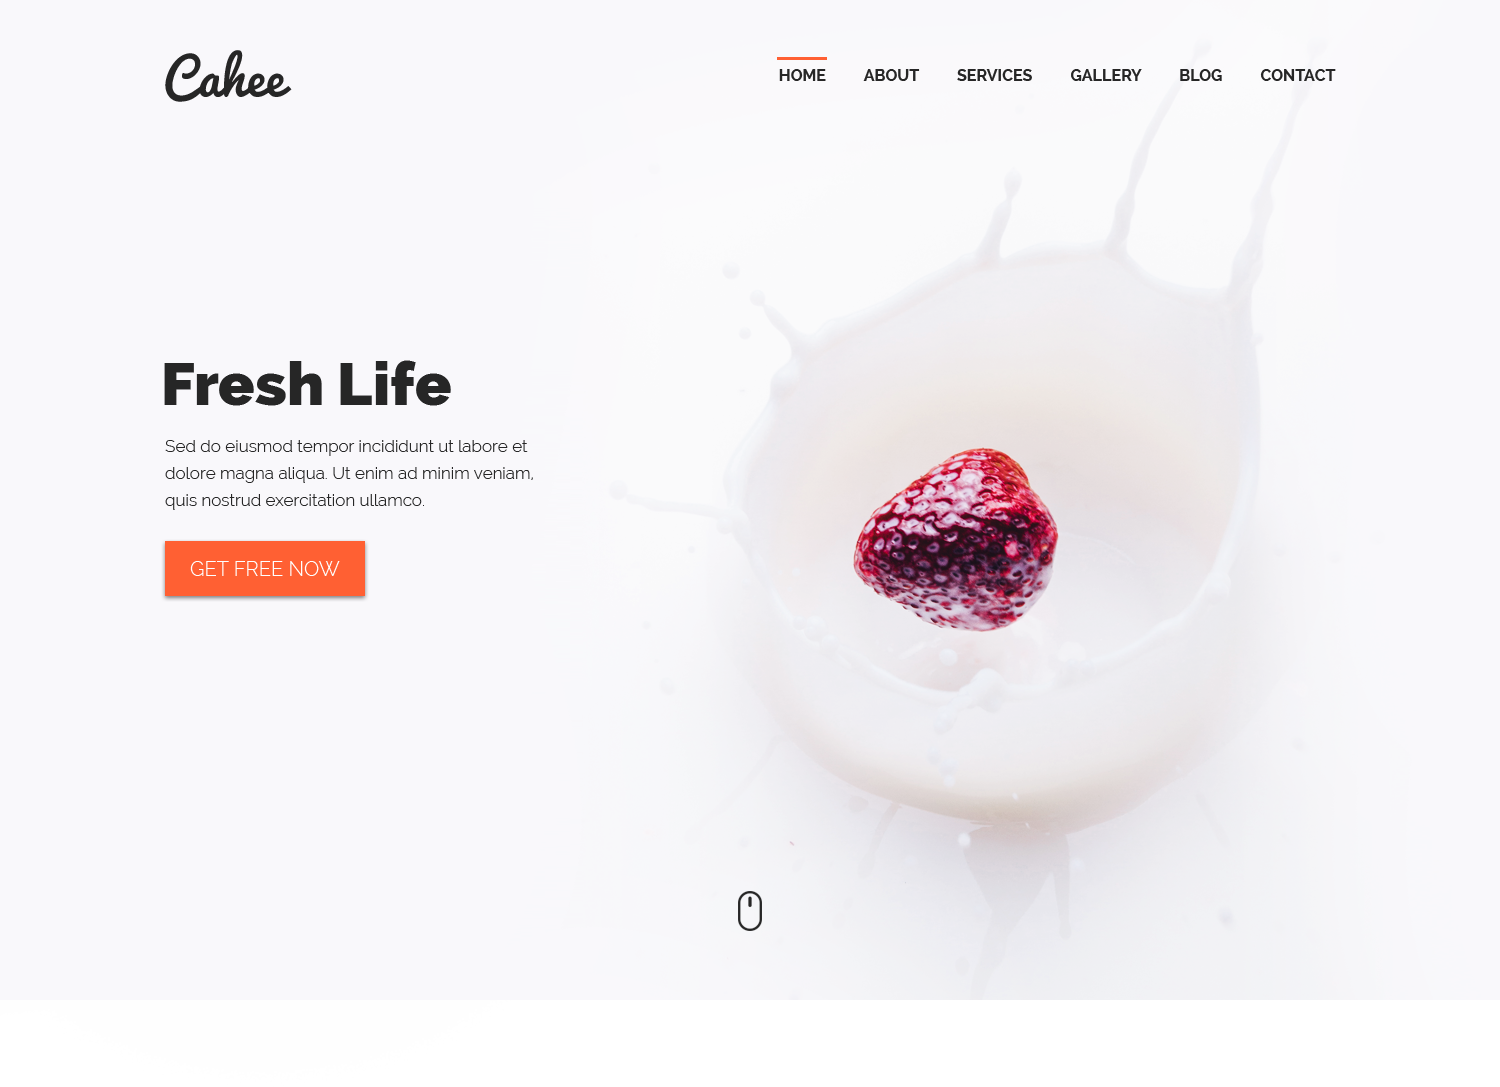 Cahee
HOME ABOUT SERVICES GALLERY BLOG CONTACT
Fresh Life
Sed do eiusmod tempor incididunt ut labore et
dolore magna aliqua. Ut enim ad minim veniam,
quis nostrud exercitation ullamco.
GET FREE NOW